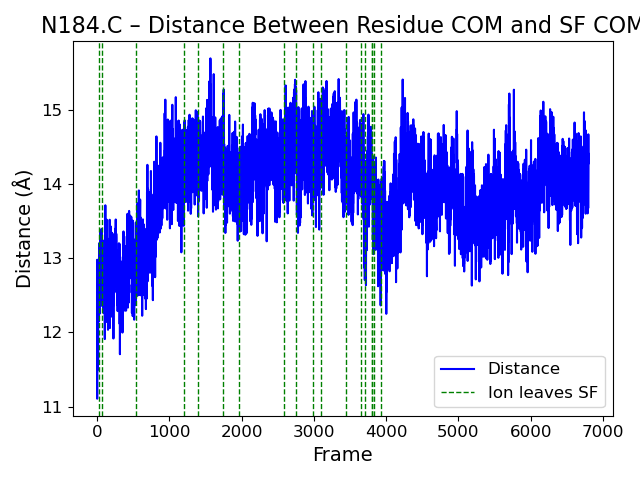 N184.C – Distance Between Residue COM and SF COM
15
14
13
12
11
Distance (Å)
Distance
Ion leaves SF
0 1000 2000 3000 4000 5000 6000 7000
Frame